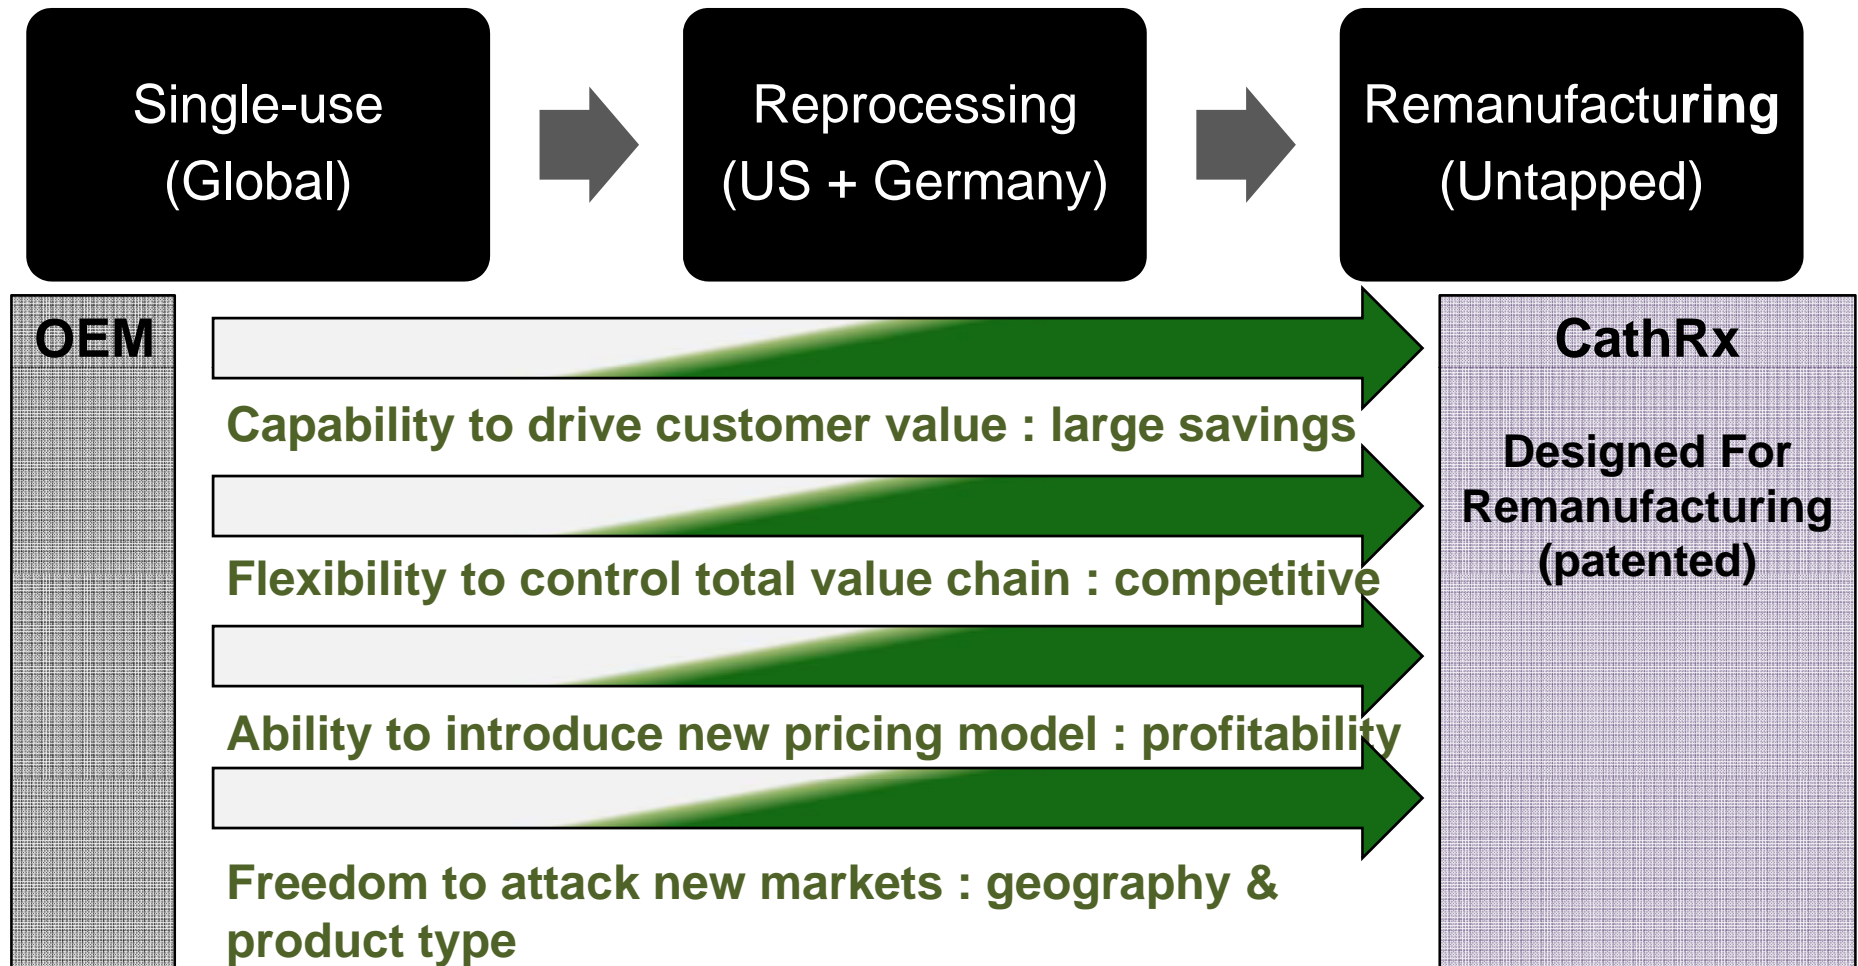 Single-use
(Global)
Reprocessing
(US + Germany)
Remanufacturing
(Untapped)
OEM
Capability to drive customer value : large savings
Flexibility to control total value chain : competitive
Ability to introduce new pricing model : profitability
Freedom to attack new markets : geography &
product type
CathRx
Designed For
Remanufacturing
(patented)